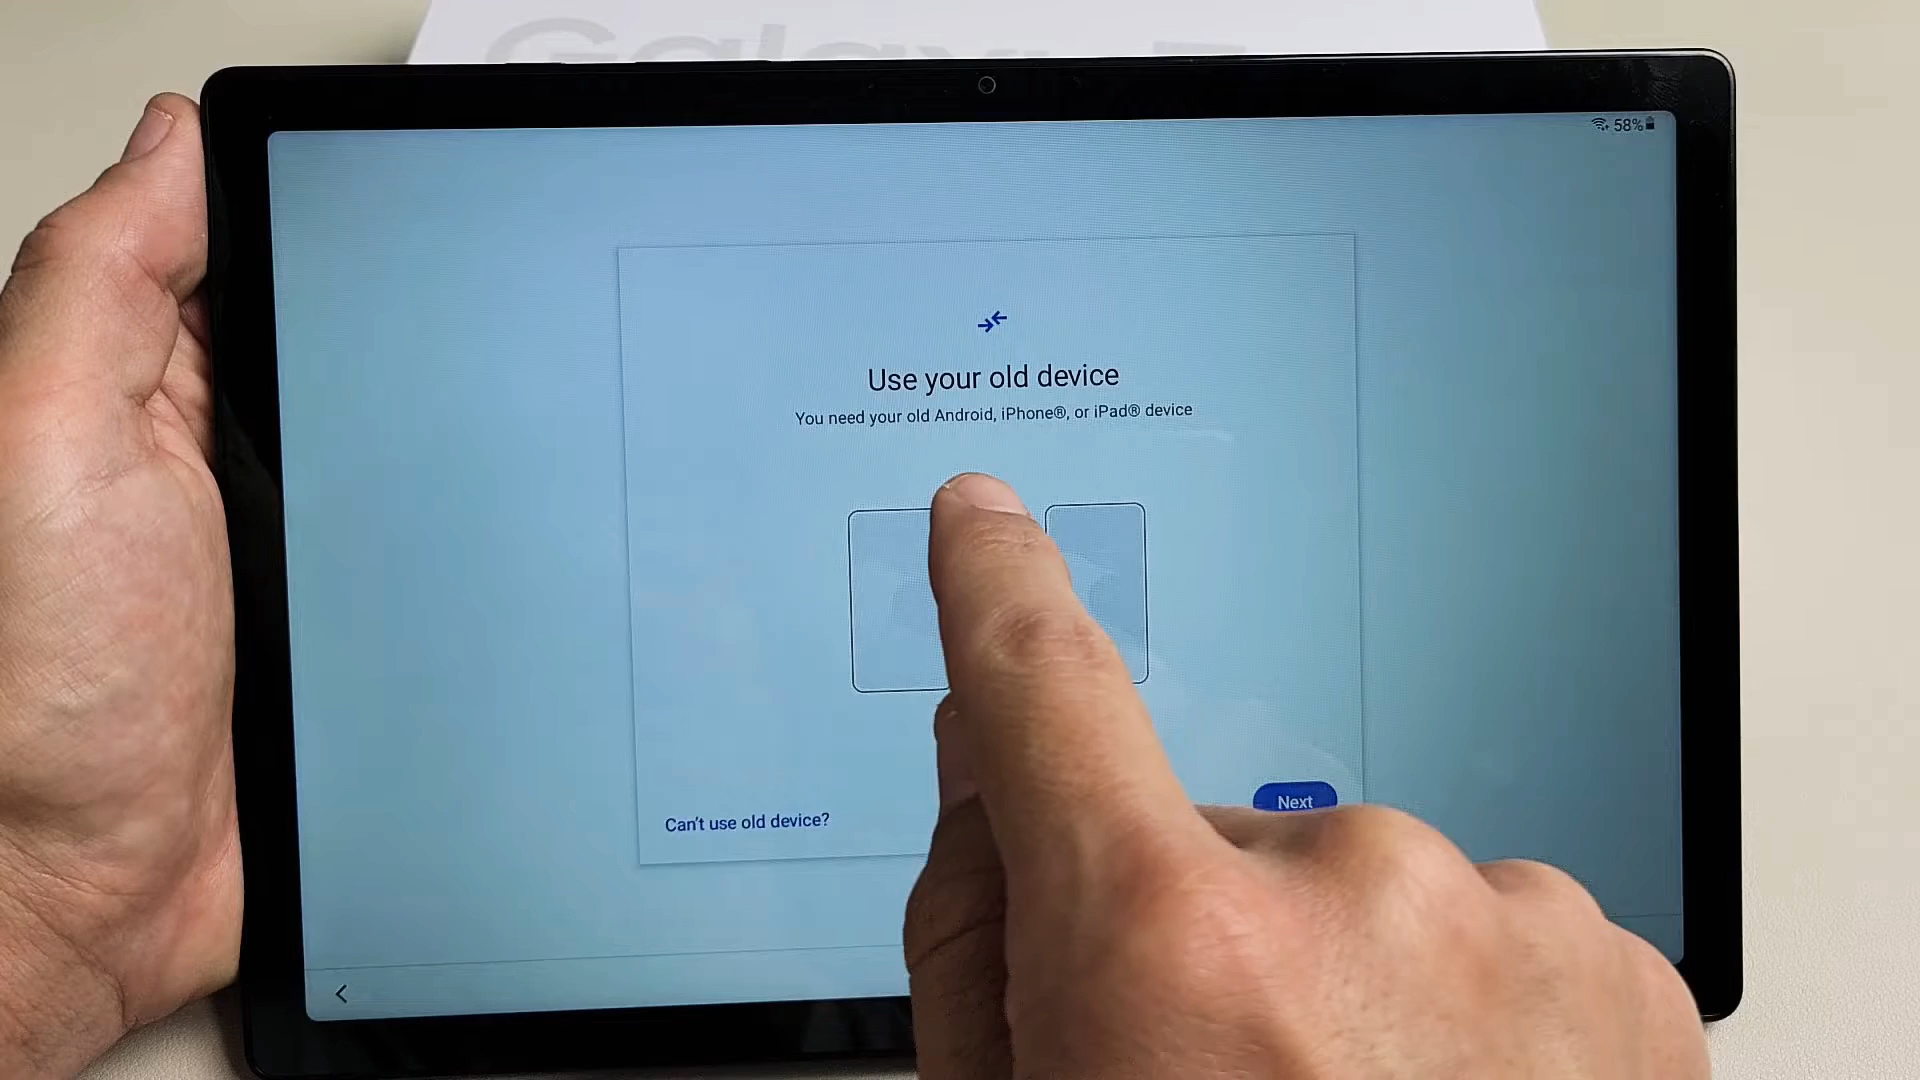 Galaxy
58%
Use your old device
You need your old Android, iPhone®, or iPad® device
Can't use old device?
Next